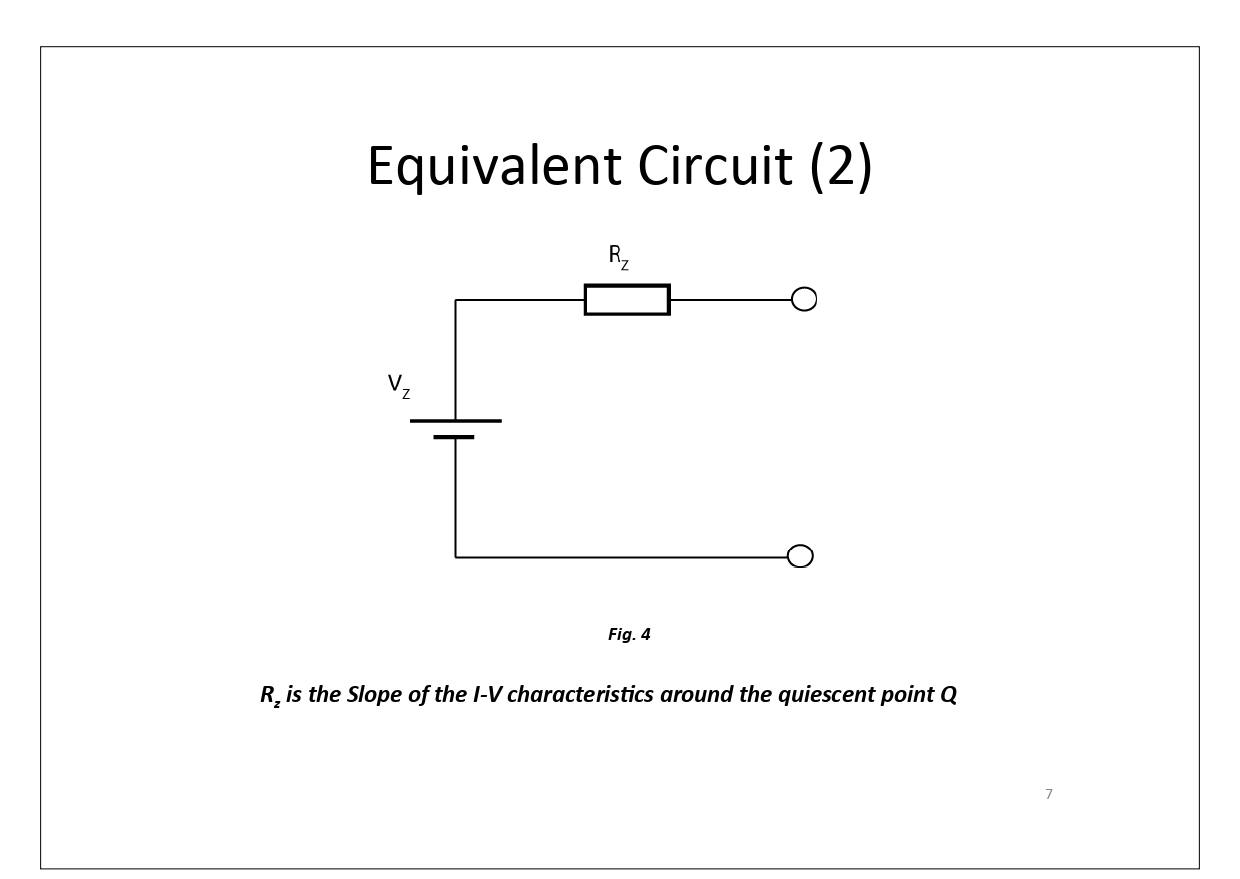 Equivalent Circuit (2)
R_Z
V_Z
Fig. 4
R_z is the Slope of the I-V characteristics around the quiescent point Q
7